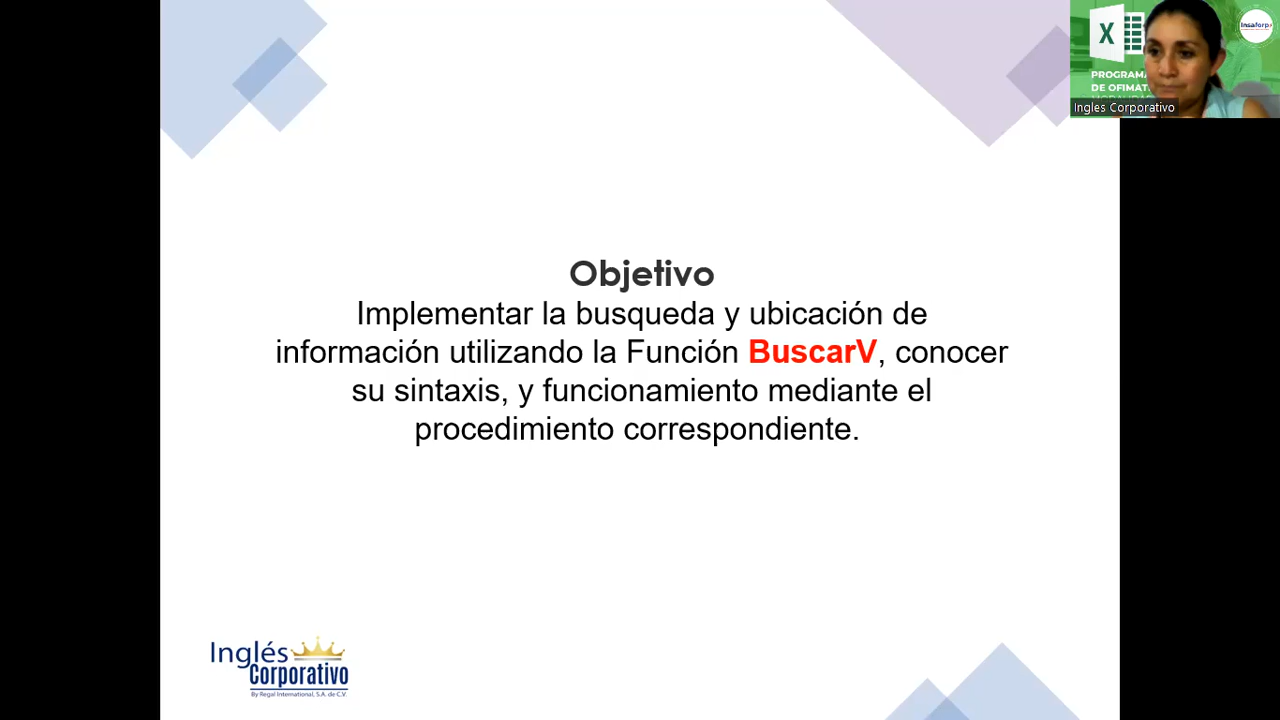 Objetivo
Implementar la busqueda y ubicación de
información utilizando la Función BuscarV, conocer
su sintaxis, y funcionamiento mediante el
procedimiento correspondiente.
Inglés
Corporativo
By Regal International, S.A. de C.V.
X
Insaforp
PROGRAMA
DE OFIMAT
Ingles Corporativo